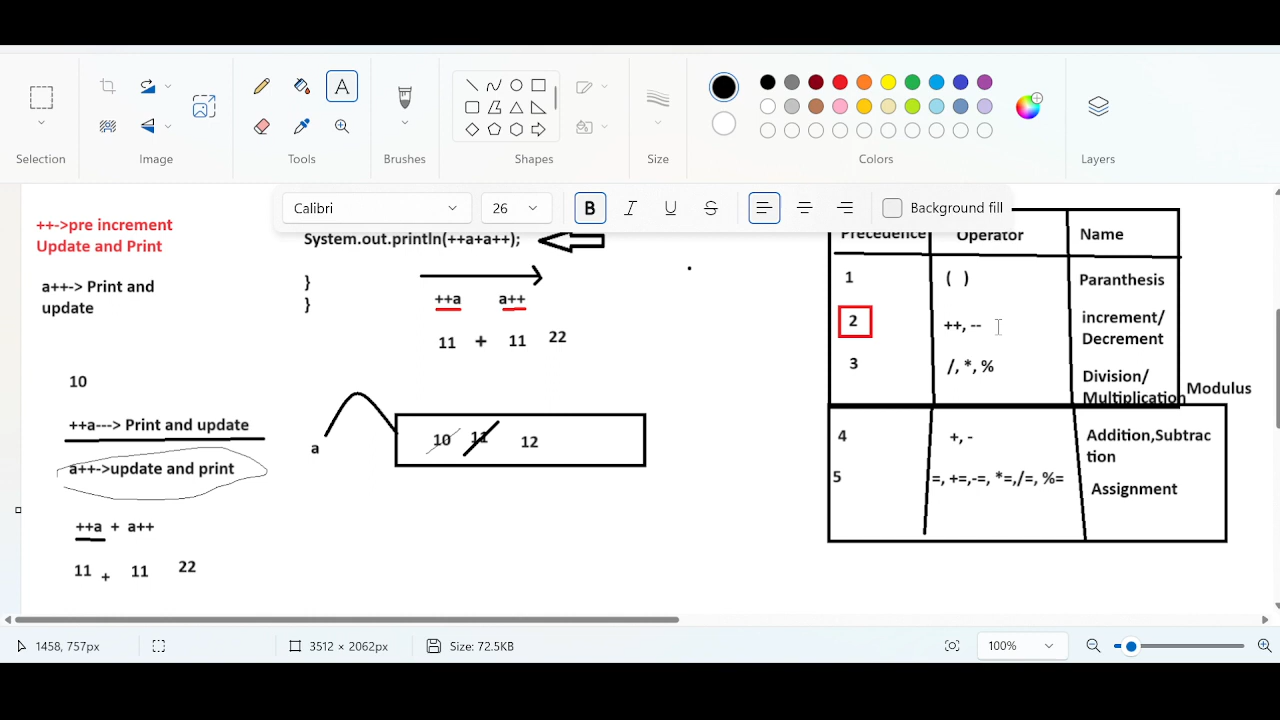 Selection
Image
Tools
Brushes
Shapes
Size
Colors
Layers
Calibri
26
B
I
U
S
Background fill
++->pre increment
Update and Print
a++-> Print and
update
10
++a---> Print and update
a++->update and print
++a + a++
11 + 11 22
System.out.println(++a+a++);
}
}
++a a++
11 + 11 22
a
10 11 12
Precedence Operator Name
1 ( ) Paranthesis
2 ++, -- increment/
Decrement
3 /, *, % Division/
Multiplication Modulus
4 +, - Addition,Subtrac
tion
5 =, +=,-=, *=,/=, %= Assignment
1458, 757px
3512 × 2062px
Size: 72.5KB
100%